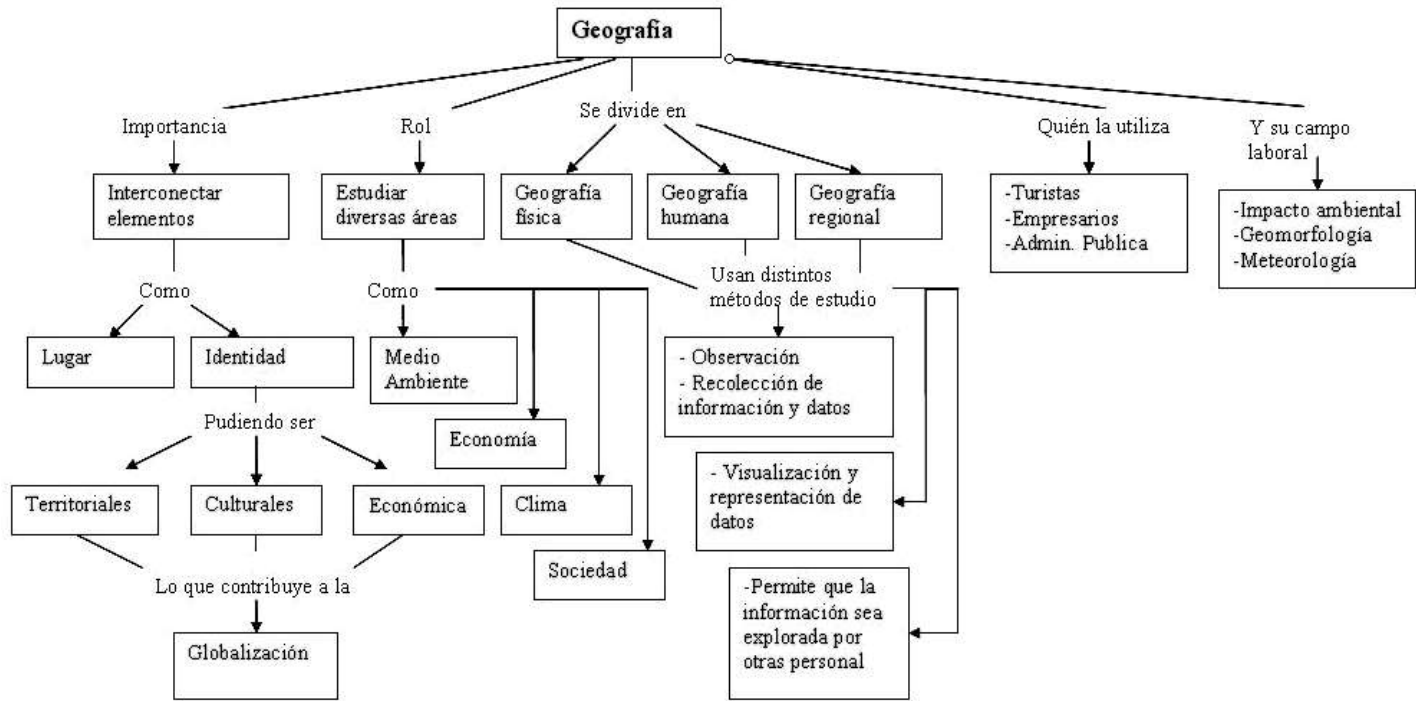 Geografía
Importancia
Rol
Se divide en
Quién la utiliza
Y su campo
laboral
Interconectar
elementos
Estudiar
diversas áreas
Geografía
física
Geografía
humana
Geografía
regional
-Turistas
-Empresarios
-Admin. Publica
-Impacto ambiental
-Geomorfología
-Meteorología
Como
Como
Usan distintos
métodos de estudio
Lugar
Identidad
Medio
Ambiente
- Observación
- Recolección de
información y datos
Pudiendo ser
Economía
- Visualización y
representación de
datos
Territoriales
Culturales
Económica
Clima
Sociedad
Lo que contribuye a la
-Permite que la
información sea
explorada por
otras personal
Globalización